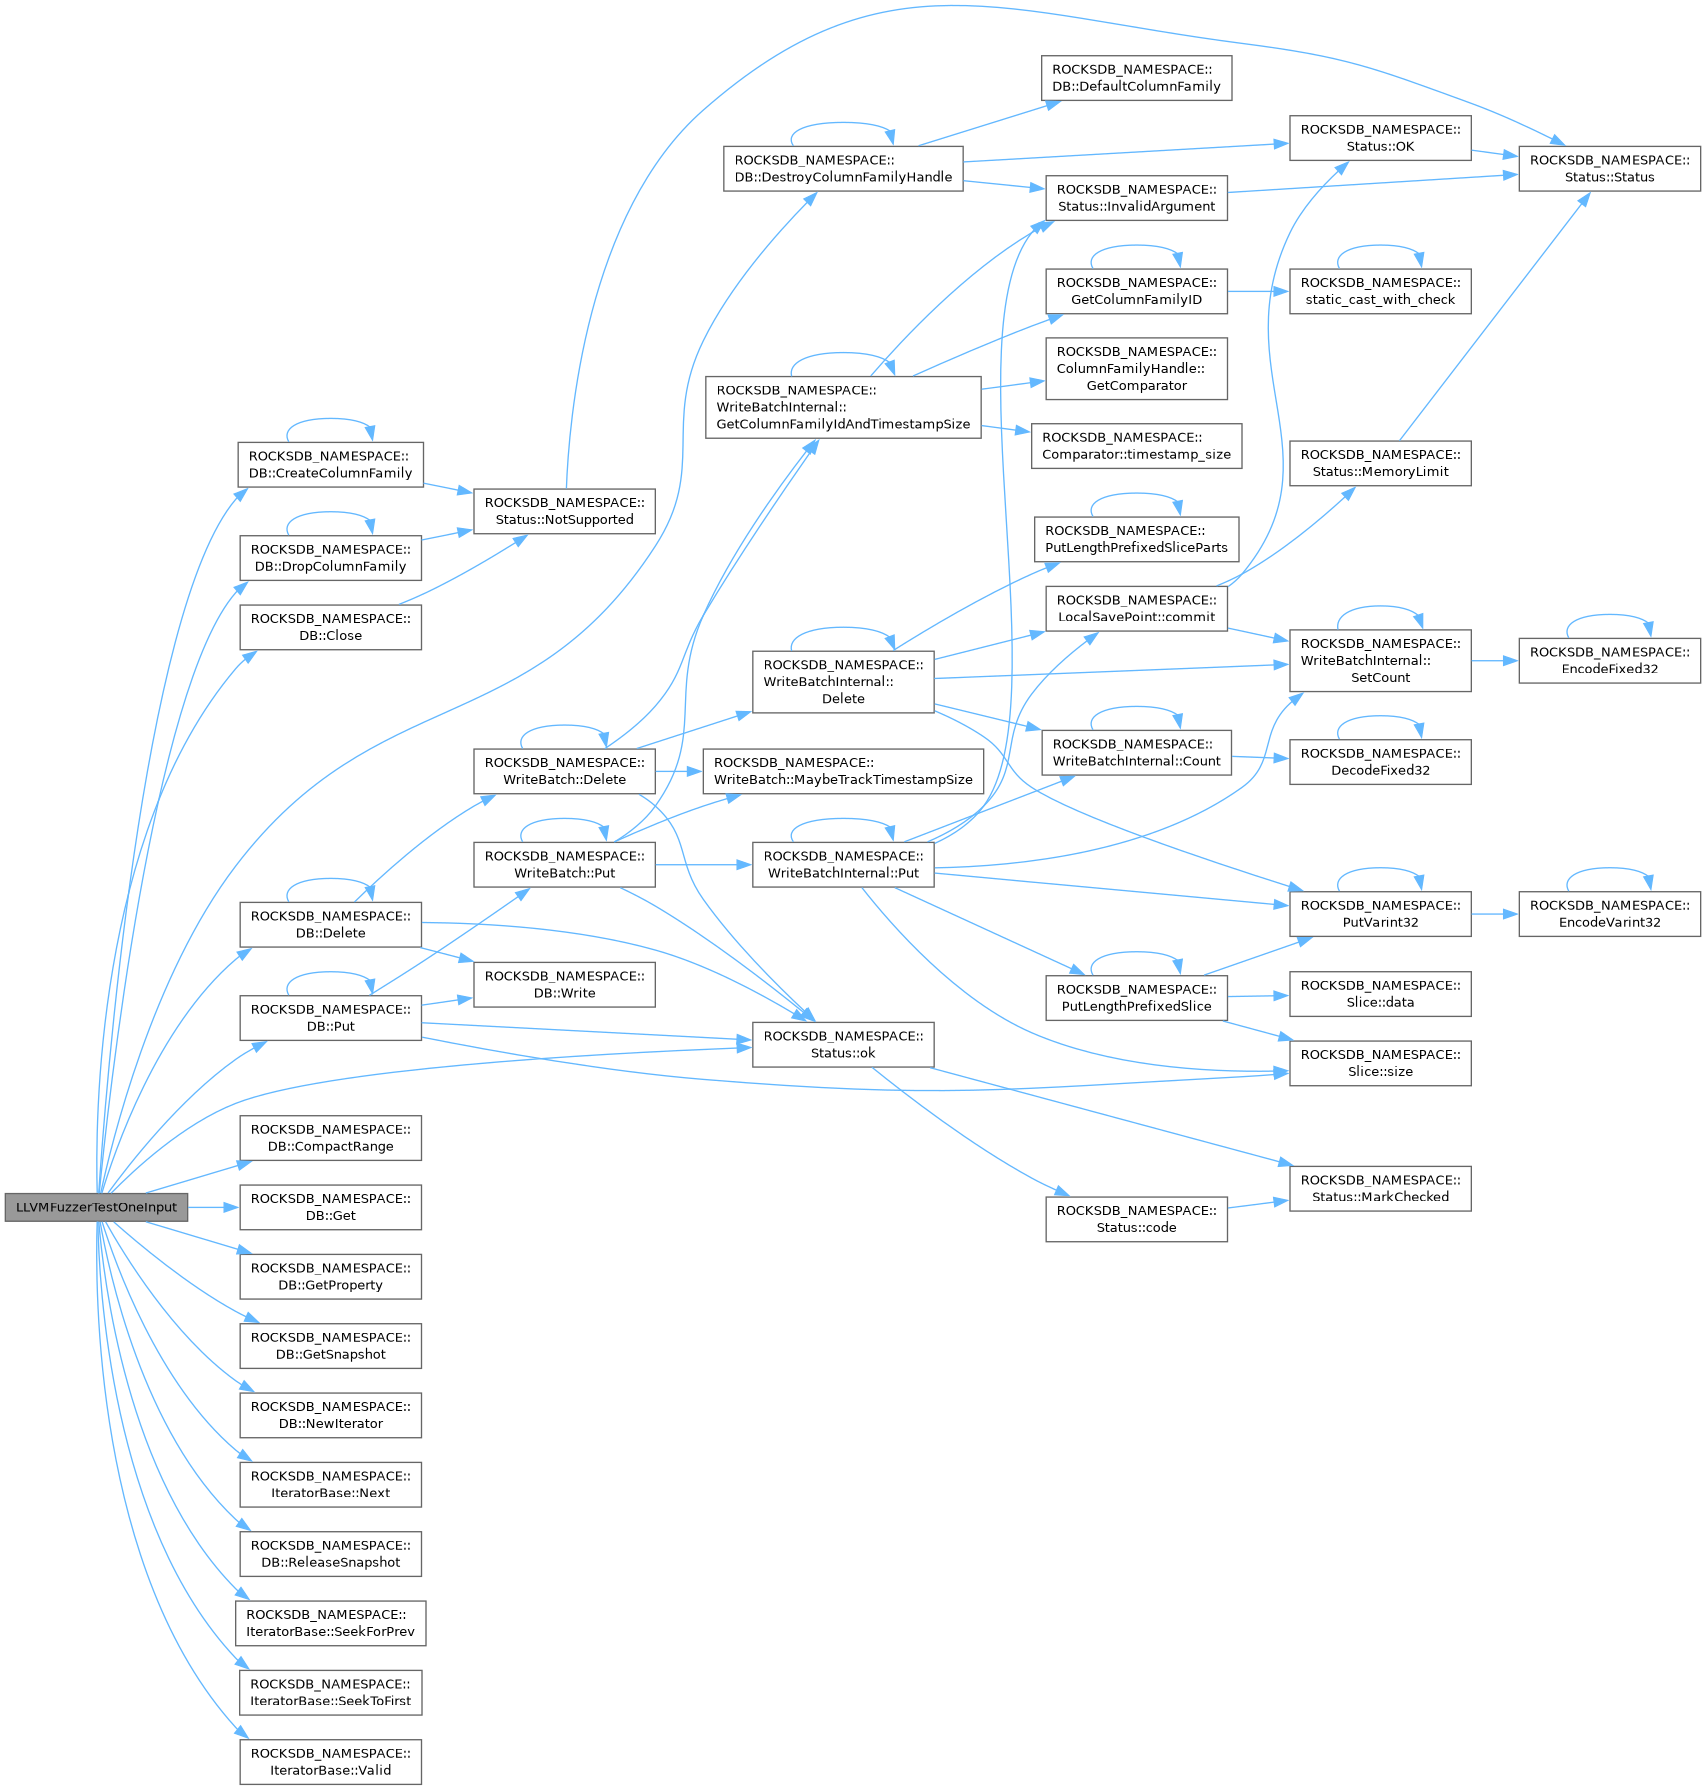 LLVMFuzzerTestOneInput
ROCKSDB_NAMESPACE::
DB::CreateColumnFamily
ROCKSDB_NAMESPACE::
DB::DropColumnFamily
ROCKSDB_NAMESPACE::
DB::Close
ROCKSDB_NAMESPACE::
DB::Delete
ROCKSDB_NAMESPACE::
DB::Put
ROCKSDB_NAMESPACE::
DB::CompactRange
ROCKSDB_NAMESPACE::
DB::Get
ROCKSDB_NAMESPACE::
DB::GetProperty
ROCKSDB_NAMESPACE::
DB::GetSnapshot
ROCKSDB_NAMESPACE::
DB::NewIterator
ROCKSDB_NAMESPACE::
IteratorBase::Next
ROCKSDB_NAMESPACE::
DB::ReleaseSnapshot
ROCKSDB_NAMESPACE::
IteratorBase::SeekForPrev
ROCKSDB_NAMESPACE::
IteratorBase::SeekToFirst
ROCKSDB_NAMESPACE::
IteratorBase::Valid
ROCKSDB_NAMESPACE::
Status::NotSupported
ROCKSDB_NAMESPACE::
WriteBatch::Delete
ROCKSDB_NAMESPACE::
WriteBatch::Put
ROCKSDB_NAMESPACE::
DB::Write
ROCKSDB_NAMESPACE::
DB::DestroyColumnFamilyHandle
ROCKSDB_NAMESPACE::
WriteBatchInternal::
GetColumnFamilyIdAndTimestampSize
ROCKSDB_NAMESPACE::
WriteBatchInternal::
Delete
ROCKSDB_NAMESPACE::
WriteBatch::MaybeTrackTimestampSize
ROCKSDB_NAMESPACE::
WriteBatchInternal::Put
ROCKSDB_NAMESPACE::
Status::ok
ROCKSDB_NAMESPACE::
DB::DefaultColumnFamily
ROCKSDB_NAMESPACE::
Status::InvalidArgument
ROCKSDB_NAMESPACE::
GetColumnFamilyID
ROCKSDB_NAMESPACE::
ColumnFamilyHandle::
GetComparator
ROCKSDB_NAMESPACE::
Comparator::timestamp_size
ROCKSDB_NAMESPACE::
PutLengthPrefixedSliceParts
ROCKSDB_NAMESPACE::
LocalSavePoint::commit
ROCKSDB_NAMESPACE::
WriteBatchInternal::Count
ROCKSDB_NAMESPACE::
PutLengthPrefixedSlice
ROCKSDB_NAMESPACE::
Status::code
ROCKSDB_NAMESPACE::
Status::OK
ROCKSDB_NAMESPACE::
static_cast_with_check
ROCKSDB_NAMESPACE::
Status::MemoryLimit
ROCKSDB_NAMESPACE::
WriteBatchInternal::
SetCount
ROCKSDB_NAMESPACE::
DecodeFixed32
ROCKSDB_NAMESPACE::
PutVarint32
ROCKSDB_NAMESPACE::
Slice::data
ROCKSDB_NAMESPACE::
Slice::size
ROCKSDB_NAMESPACE::
Status::MarkChecked
ROCKSDB_NAMESPACE::
Status::Status
ROCKSDB_NAMESPACE::
EncodeFixed32
ROCKSDB_NAMESPACE::
EncodeVarint32